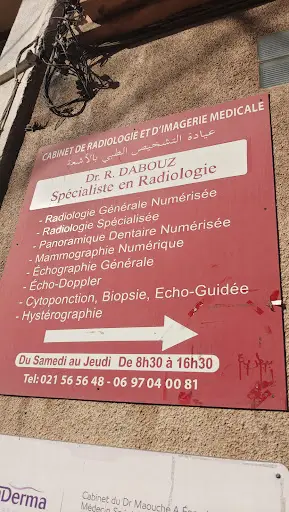 CABINET DE RADIOLOGIE ET D'IMAGERIE MEDICALE
عيادة التشخيص الطبي بالأشعة
Dr. R. DABOUZ
Spécialiste en Radiologie
- Radiologie Générale Numérisée
- Radiologie Spécialisée
- Panoramique Dentaire Numérisée
- Mammographie Numérique
- Échographie Générale
- Écho-Doppler
- Cytoponction, Biopsie, Echo-Guidée
- Hystérographie
Du Samedi au Jeudi De 8h30 à 16h30
Tel: 021 56 56 48 - 06 97 04 00 81
Derma
Cabinet du Dr Maouche A
Médecin